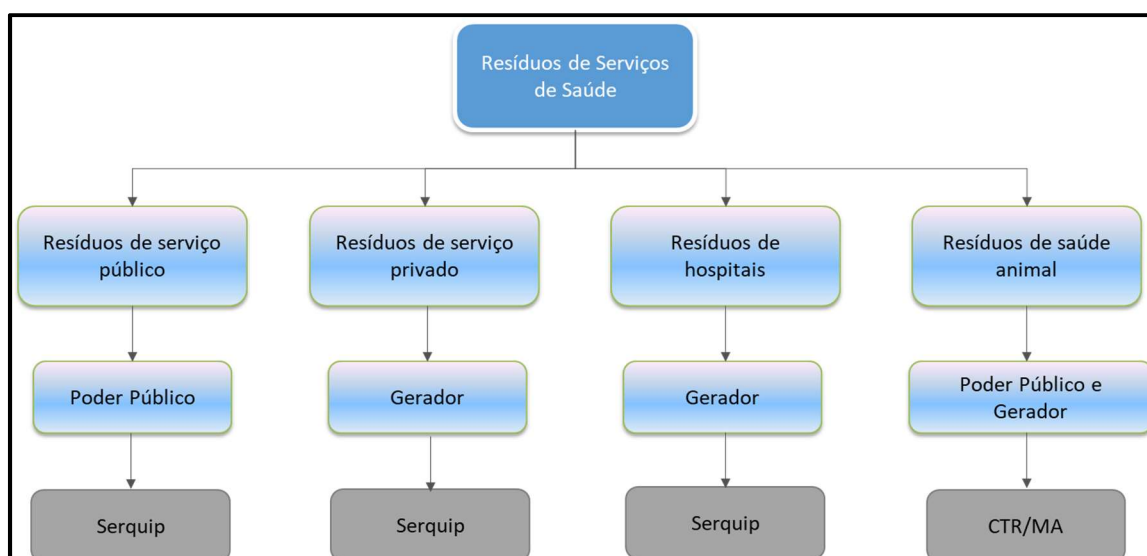 Resíduos de Serviços
de Saúde
Resíduos de serviço
público
Resíduos de serviço
privado
Resíduos de
hospitais
Resíduos de saúde
animal
Poder Público
Gerador
Gerador
Poder Público e
Gerador
Serquip
Serquip
Serquip
CTR/MA